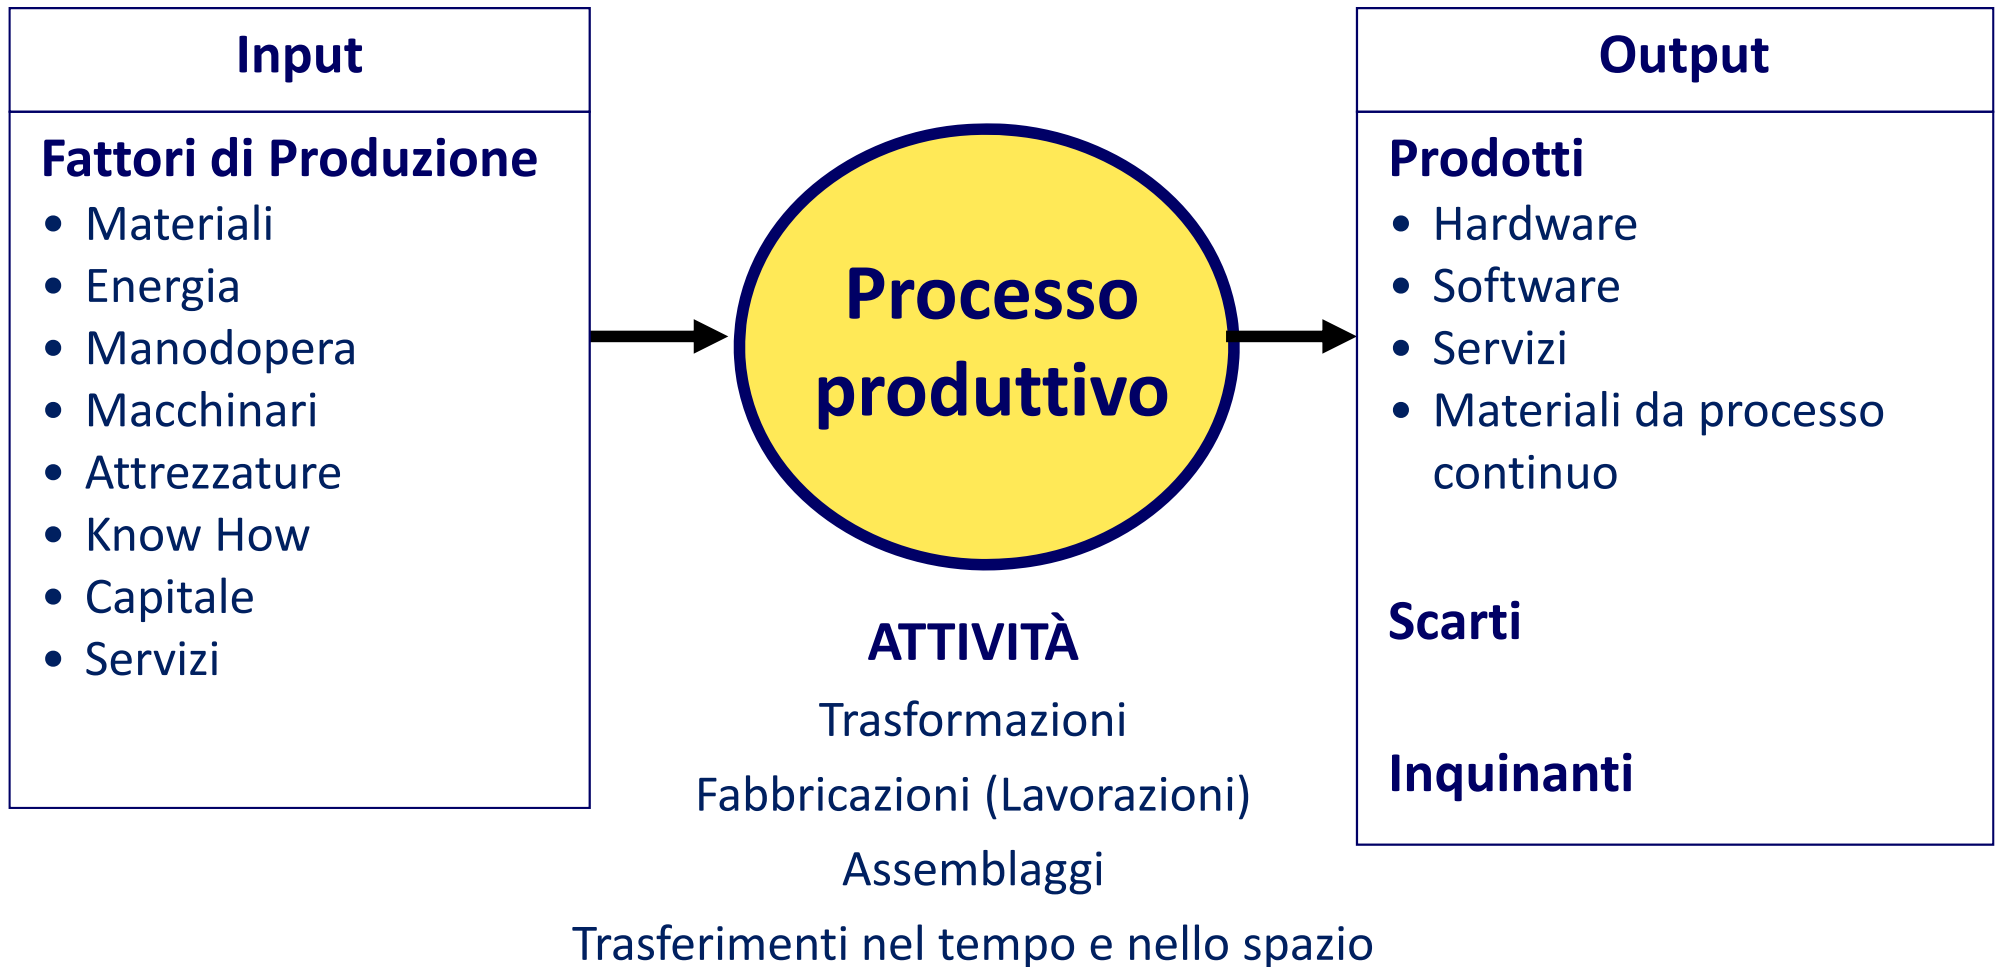 Input
Fattori di Produzione
• Materiali
• Energia
• Manodopera
• Macchinari
• Attrezzature
• Know How
• Capitale
• Servizi
Processo
produttivo
ATTIVITÀ
Trasformazioni
Fabbricazioni (Lavorazioni)
Assemblaggi
Trasferimenti nel tempo e nello spazio
Output
Prodotti
• Hardware
• Software
• Servizi
• Materiali da processo
continuo
Scarti
Inquinanti